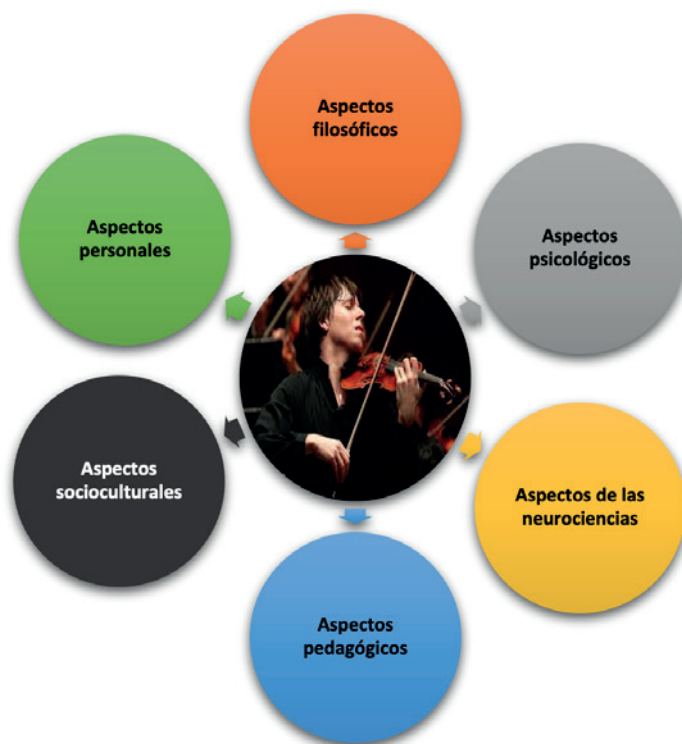 Aspectos
filosóficos
Aspectos
psicológicos
Aspectos de las
neurociencias
Aspectos
pedagógicos
Aspectos
socioculturales
Aspectos
personales